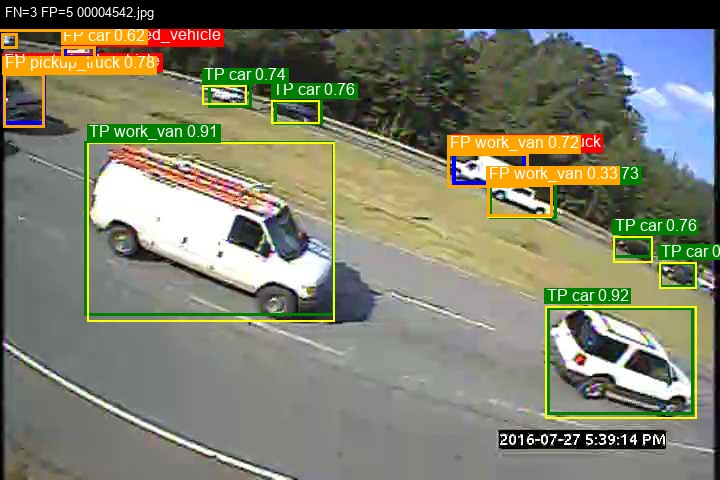 FN=3 FP=5 00004542.jpg
FP car 0.62
ed_vehicle
FP pickup_truck 0.78
TP car 0.74
TP car 0.76
TP work_van 0.91
FP work_van 0.72
uck
FP work_van 0.33
73
TP car 0.76
TP car 0
TP car 0.92
2016-07-27 5:39:14 PM